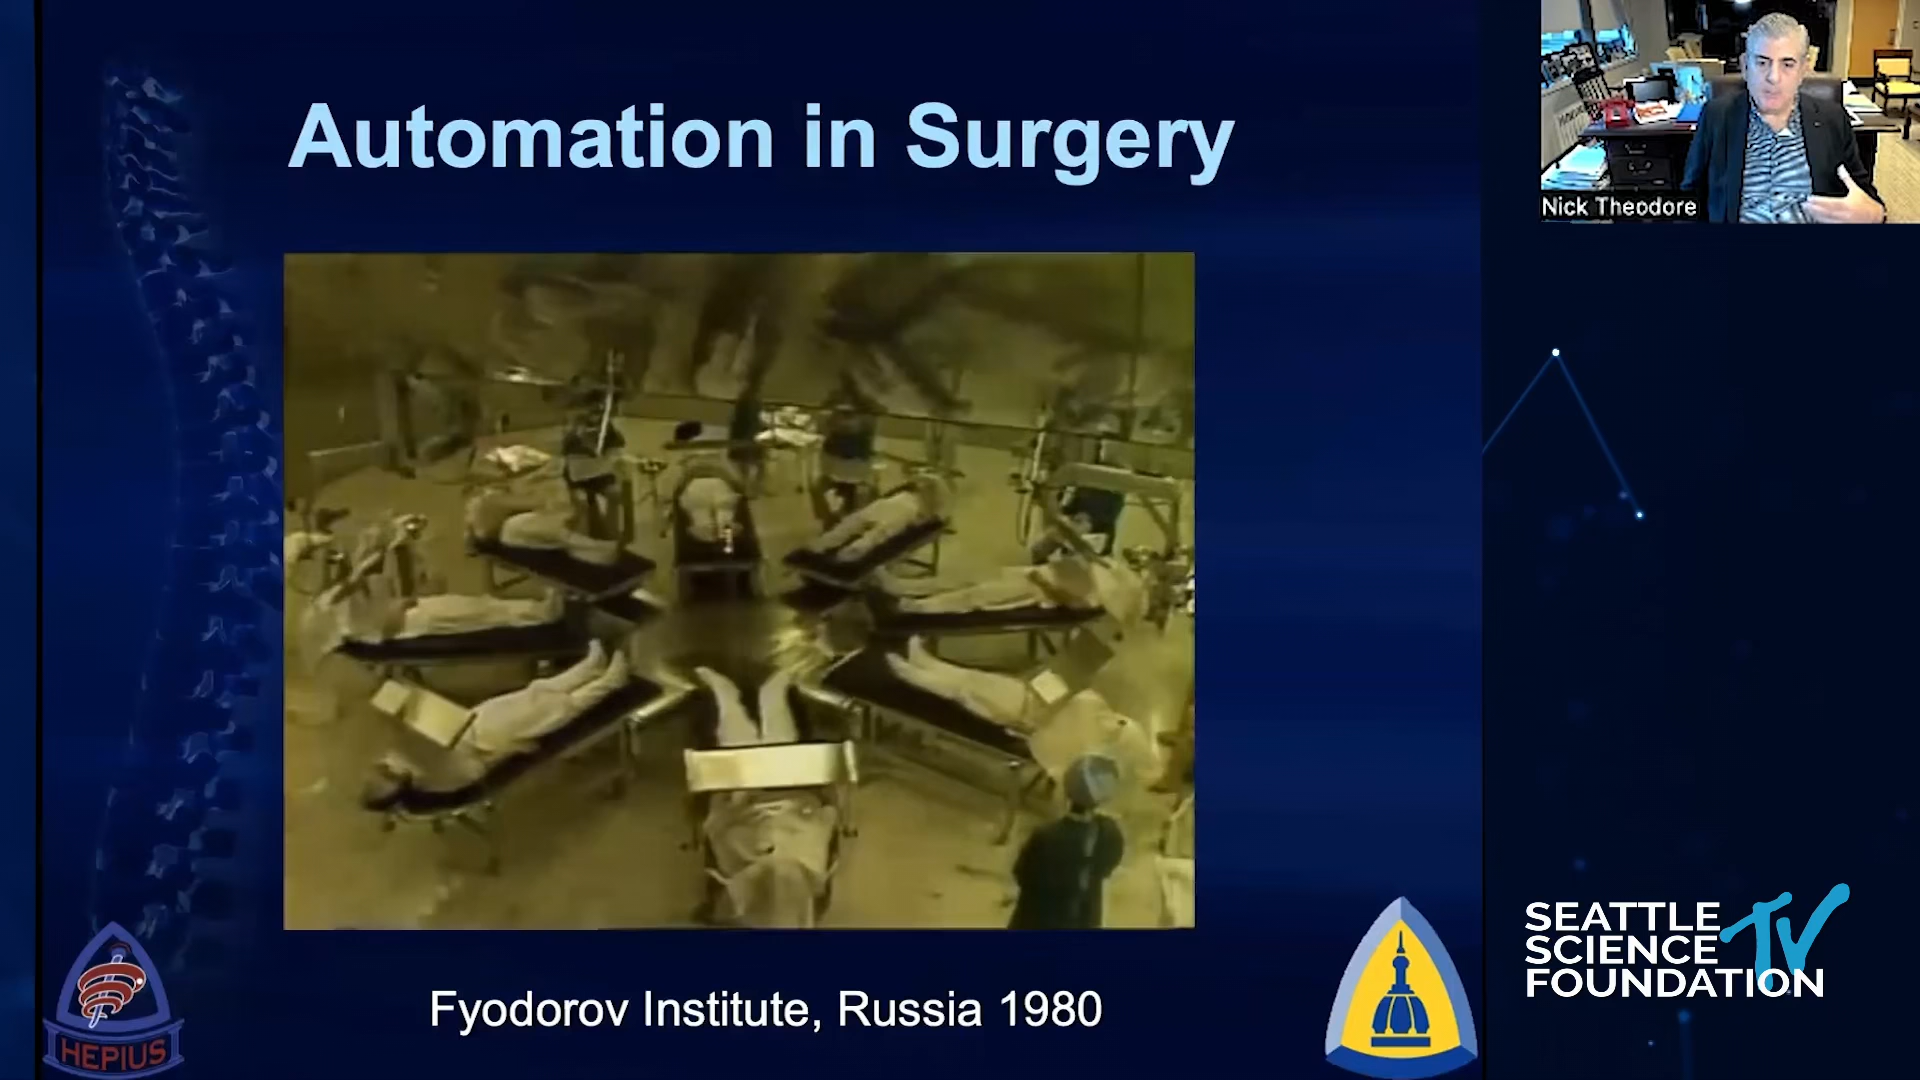 Automation in Surgery
Nick Theodore
Fyodorov Institute, Russia 1980
HEPIUS
SEATTLE
SCIENCE
FOUNDATION
TV